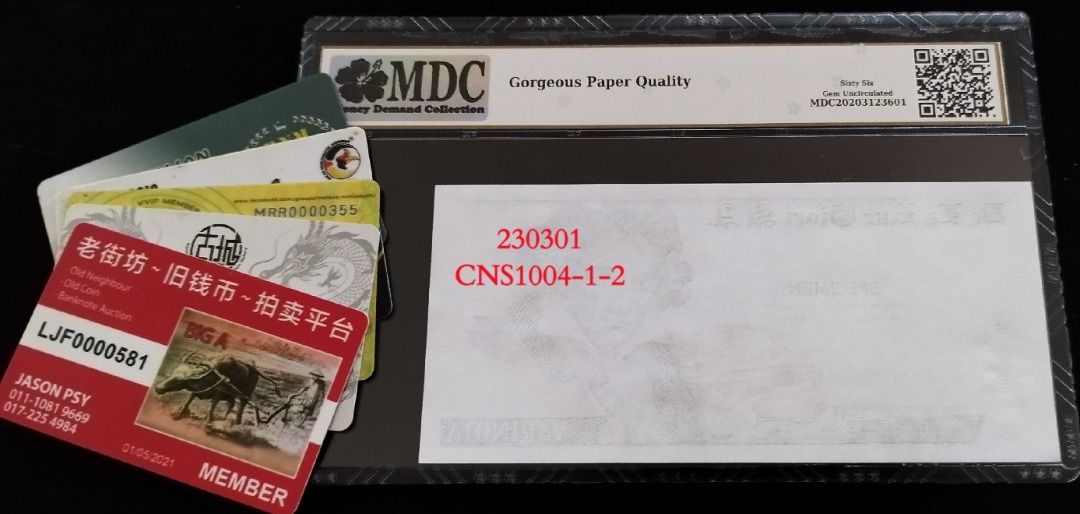 MDC
Money Demand Collection
Gorgeous Paper Quality
Sixty Six
Gem Uncirculated
MDC20203123601
VVIP MEMBER
MRR0000355
古城
老街坊~旧钱币~拍卖平台
· Old Neighbour
· Old Coin
· Banknote Auction
LJF0000581
BIG A
JASON PSY
011-1081 9669
017-225 4984
01/05/2021
MEMBER
230301
CNS1004-1-2
SPECIMEN